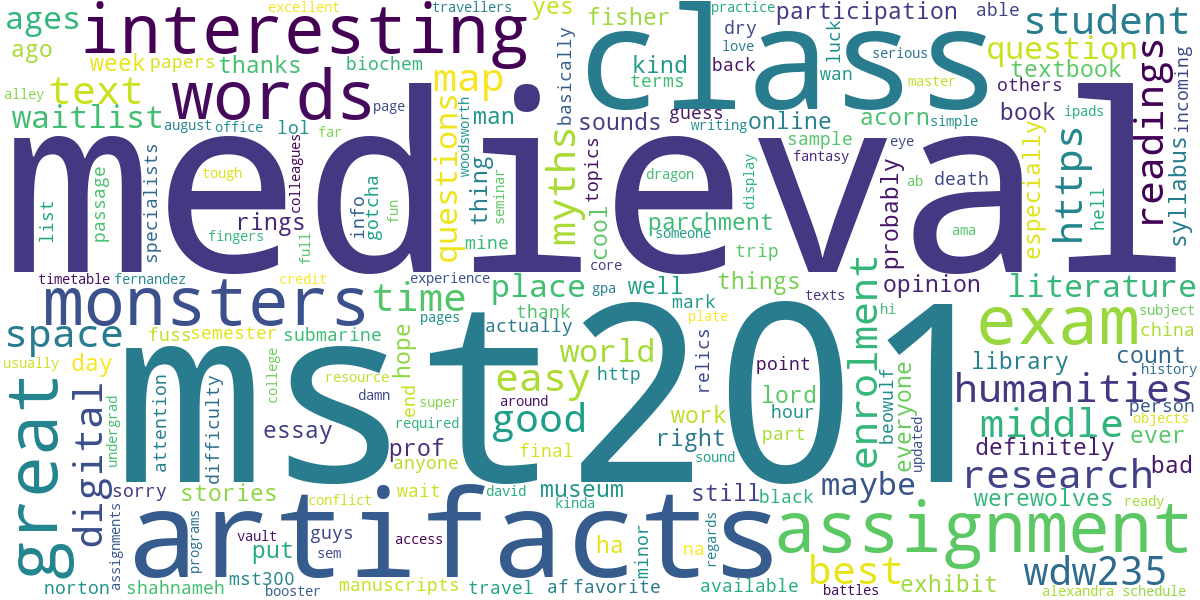 excellent
travellers
yes
participation
able
practice
ages
interesting
class
fisher
dry
luck
love
student
ago
week
papers
thanks
biochem
basically
kind
terms
back
wan
serious
question
textbook
alley
text
words
map
man
master
others
waitlist
page
sounds
guess
online
acorn
book
ipads
august
office
lol
far
woodsworth
writing
simple
medieval
specialists
list
passage
colleagues
tough
info
gotcha
fun
questions
thing
seminar
myths
topics
cool
sample
fantasy
eye
dragon
display
parchment
someone
probably
ab
death
ama
especially
https
hell
readings
syllabus
incoming
fingers
rings
full
mine
trip
core
things
opinion
timetable
fernandez
credit
experience
place
gpa
well
texts
literature
monsters
time
pages
thank
mark
plate
hi
enrollment
exam
subject
china
space
fuss
semester
submarine
hope
actually
relics
mst201
usually
day
world
point
library
count
history
college
resource
damn
lend
super
easy
http
lord
hour
beowulf
everyone
updated
humanities
person
great
digital
undergrad
attention
difficulty
essay
required
around
good
work
right
part
middle
objects
ever
prof
anyone
final
sound
definitely
research
bad
sorry
stories
conflict
wait
david
kinda
museum
still
black
maybe
werewolves
ready
assignments
artifacts
assignment
programs
vault
guys
sem
access
put
ha
na
minor
regards
best
wdw235
norton
shahnameh
mst300
booster
manuscripts
travel
af
favorite
available
battles
exhibit
alexandra
schedule